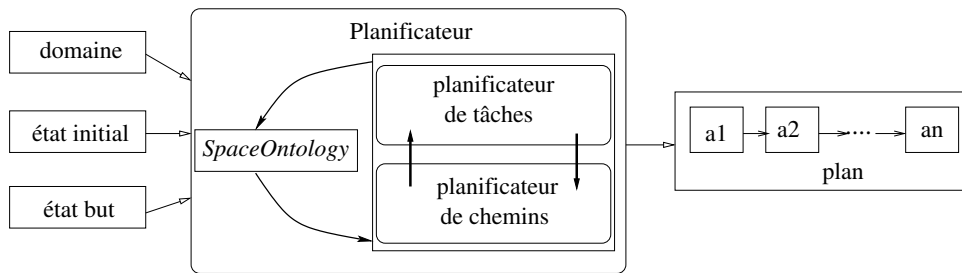 Planificateur
domaine
état initial
état but
SpaceOntology
planificateur
de tâches
planificateur
de chemins
a1
a2
....
an
plan